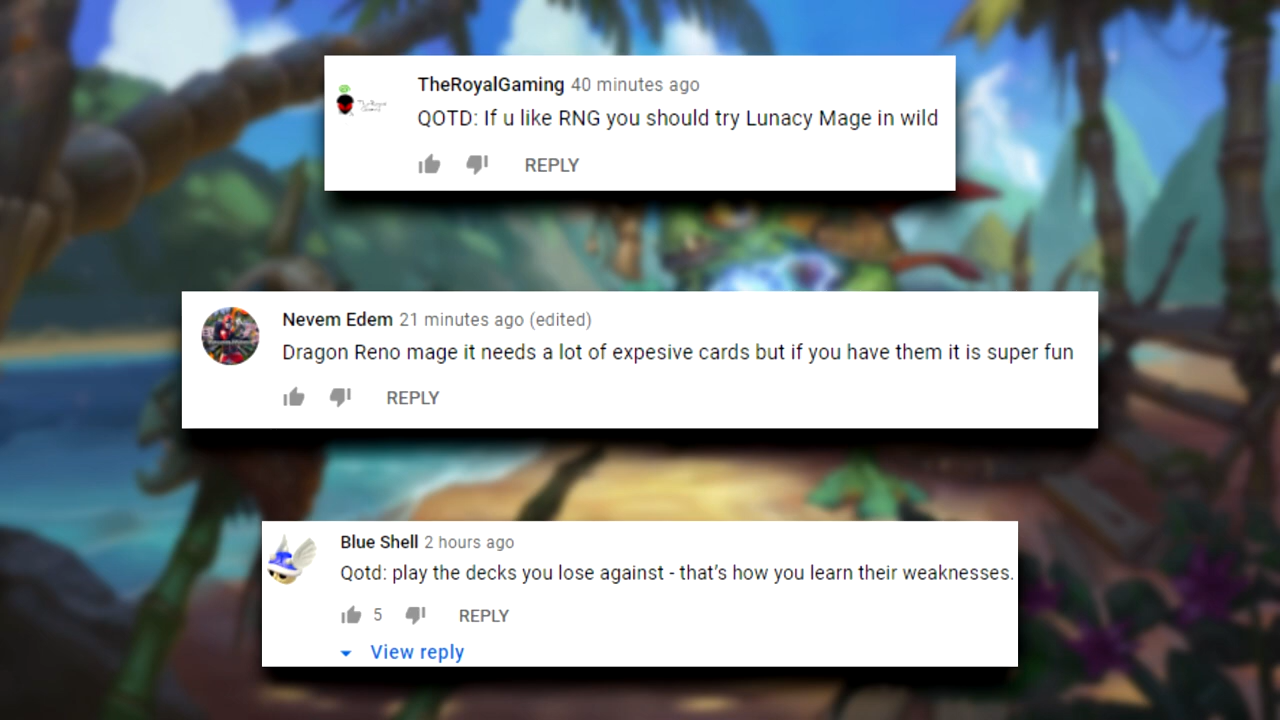 TheRoyalGaming 40 minutes ago
QOTD: If u like RNG you should try Lunacy Mage in wild
REPLY
Nevem Edem 21 minutes ago (edited)
Dragon Reno mage it needs a lot of expesive cards but if you have them it is super fun
REPLY
Blue Shell 2 hours ago
Qotd: play the decks you lose against - that's how you learn their weaknesses.
5 REPLY
View reply